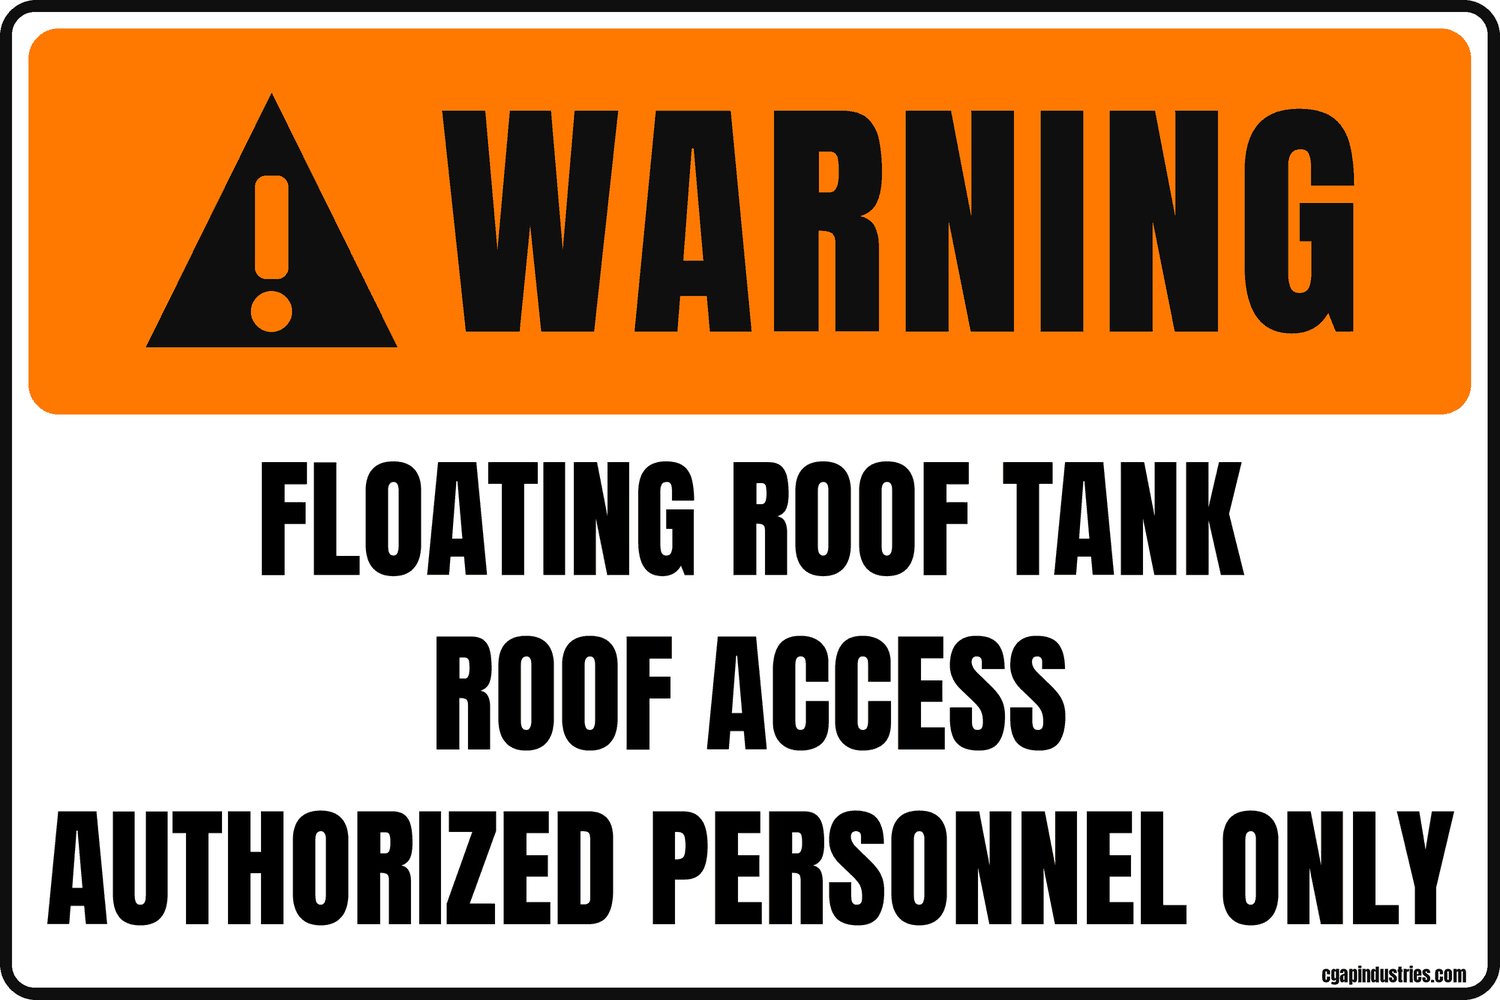 WARNING
FLOATING ROOF TANK
ROOF ACCESS
AUTHORIZED PERSONNEL ONLY
cgapindustries.com